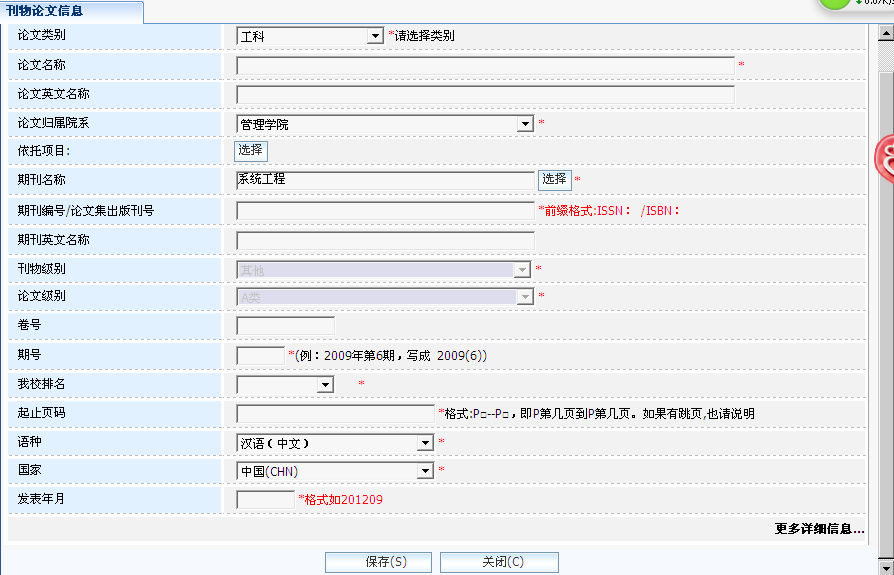 刊物论文信息
论文类别 工科 *请选择类别
论文名称 *
论文英文名称
论文归属院系 管理学院 *
依托项目: 选择
期刊名称 系统工程 选择 *
期刊编号/论文集出版刊号 *前缀格式:ISSN: /ISBN:
期刊英文名称
刊物级别 其他 *
论文级别 A类 *
卷号
期号 *(例:2009年第6期,写成 2009(6))
我校排名 *
起止页码 *格式:P□--P□,即P第几页到P第几页。如果有跳页,也请说明
语种 汉语(中文) *
国家 中国(CHN) *
发表年月 *格式如201209
更多详细信息...
保存(S) 关闭(C)